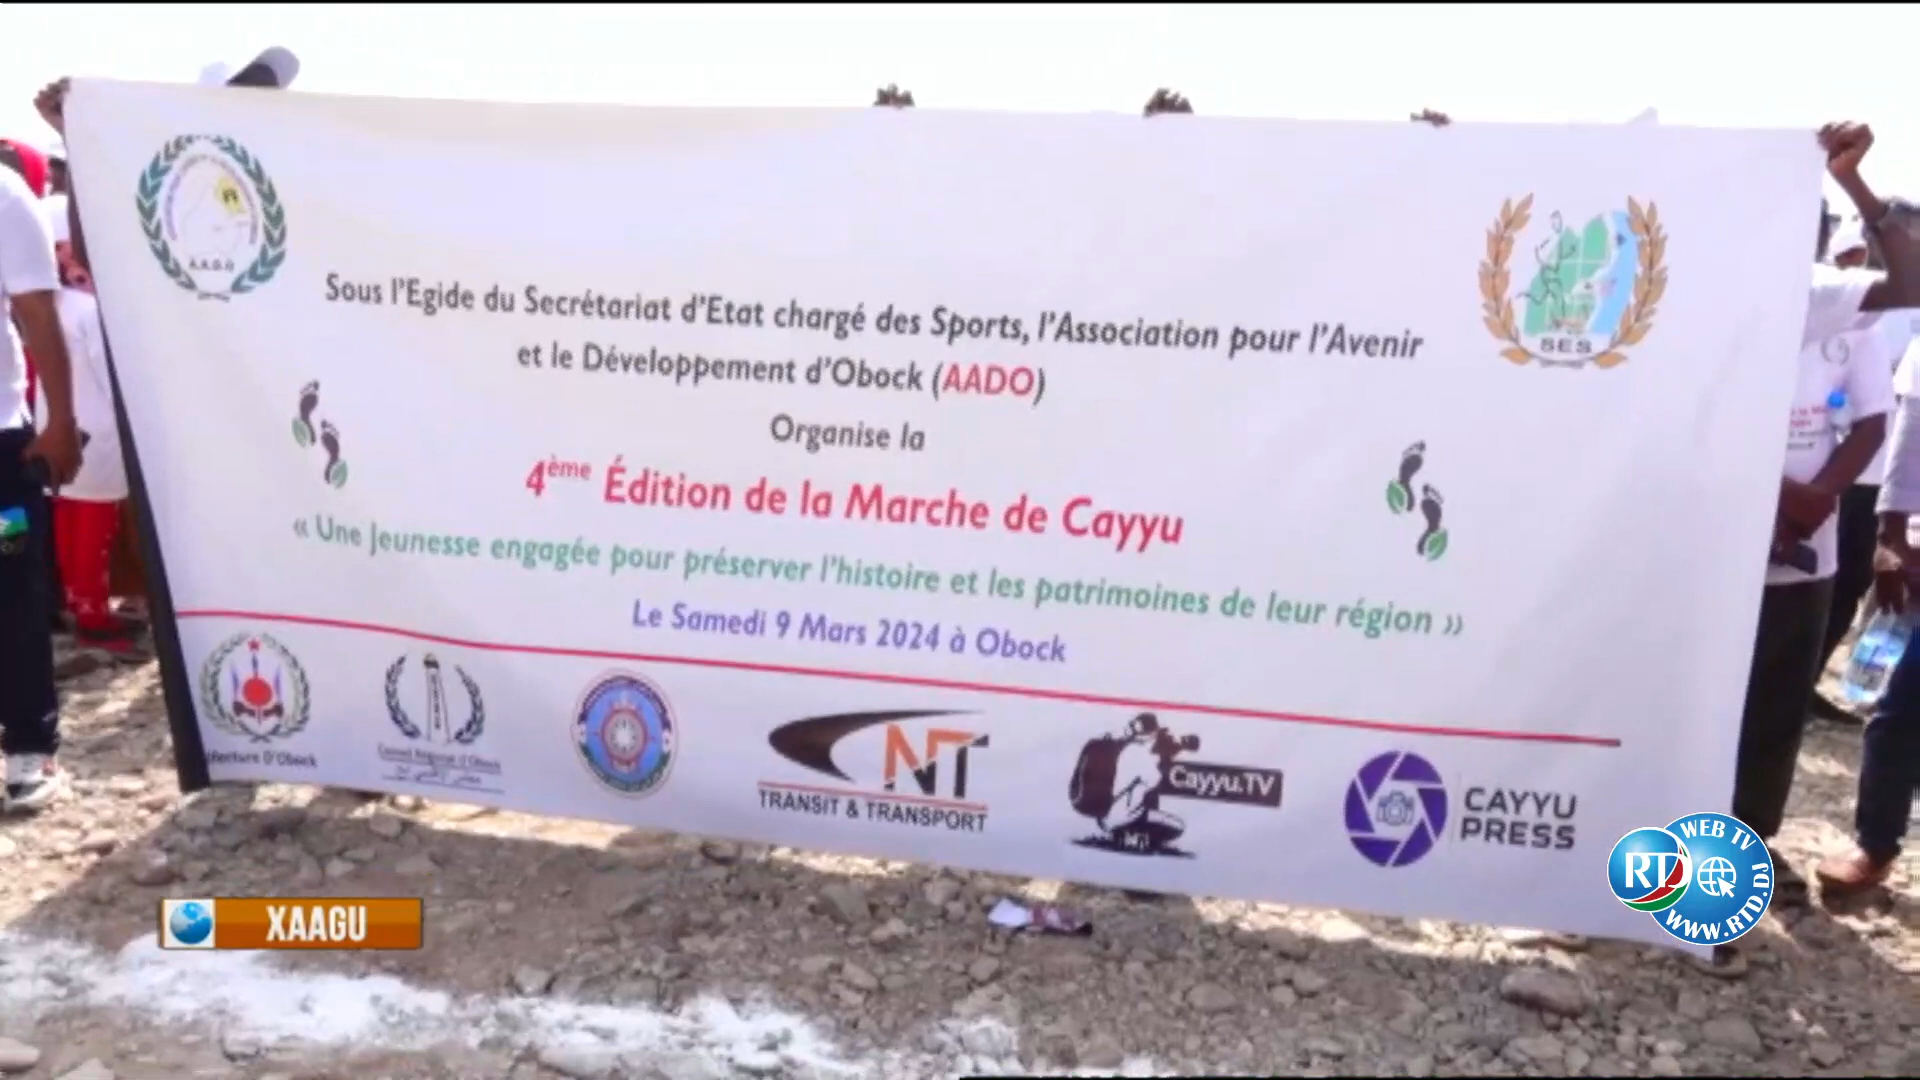 A.A.D.O
SES
Sous l'Egide du Secrétariat d'Etat chargé des Sports, l'Association pour l'Avenir
et le Développement d'Obock (AADO)
Organise la
4ème Édition de la Marche de Cayyu
« Une Jeunesse engagée pour préserver l'histoire et les patrimoines de leur région »
Le Samedi 9 Mars 2024 à Obock
D'Obock
Conseil Régional d'Obock
NT
TRANSIT & TRANSPORT
Cayyu.TV
CAYYU
PRESS
XAAGU
RTD
WEB TV
WWW.RTD.DJ